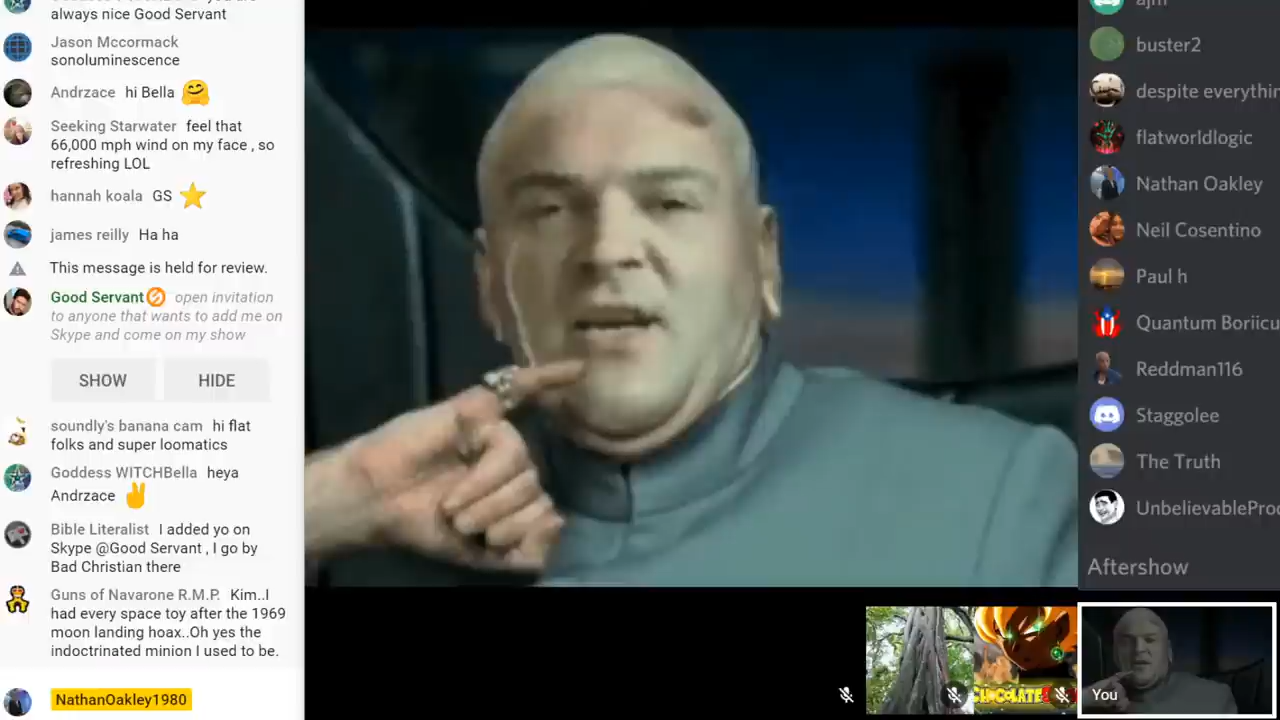 always nice Good Servant
Jason Mccormack
sonoluminescence
Andrzace hi Bella
Seeking Starwater feel that
66,000 mph wind on my face , so
refreshing LOL
hannah koala GS
james reilly Ha ha
This message is held for review.
Good Servant open invitation
to anyone that wants to add me on
Skype and come on my show
SHOW HIDE
soundly's banana cam hi flat
folks and super loomatics
Goddess WITCHBella heya
Andrzace
Bible Literalist I added yo on
Skype @Good Servant , I go by
Bad Christian there
Guns of Navarone R.M.P. Kim..I
had every space toy after the 1969
moon landing hoax..Oh yes the
indoctrinated minion I used to be.
NathanOakley1980
ajm
buster2
despite everythin
flatworldlogic
Nathan Oakley
Neil Cosentino
Paul h
Quantum Boriicu
Reddman116
Staggolee
The Truth
UnbelievablePro
Aftershow
You